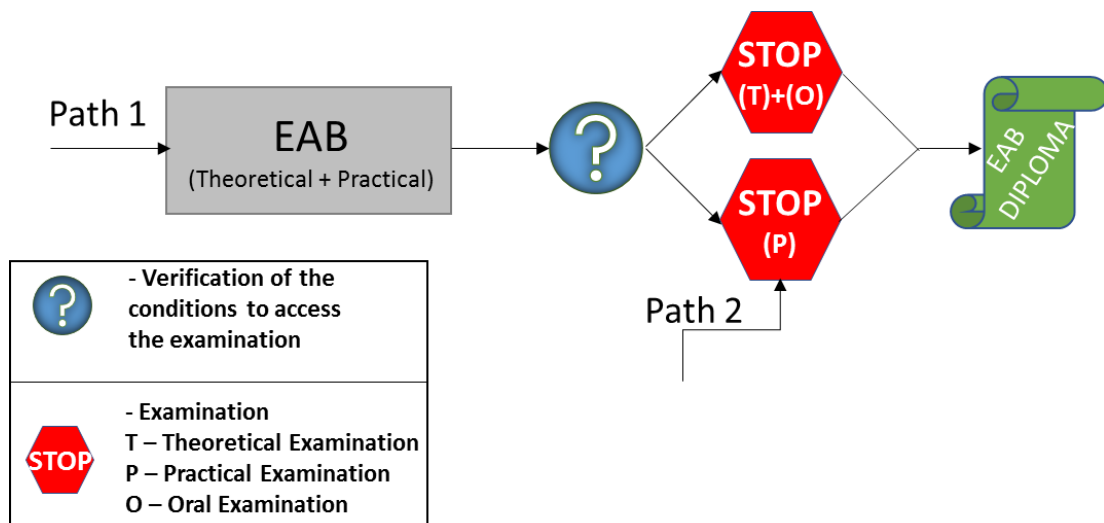 Path 1
EAB
(Theoretical + Practical)
?
STOP
(T)+(O)
STOP
(P)
EAB
DIPLOMA
Path 2
?
- Verification of the
conditions to access
the examination
STOP
- Examination
T – Theoretical Examination
P – Practical Examination
O – Oral Examination